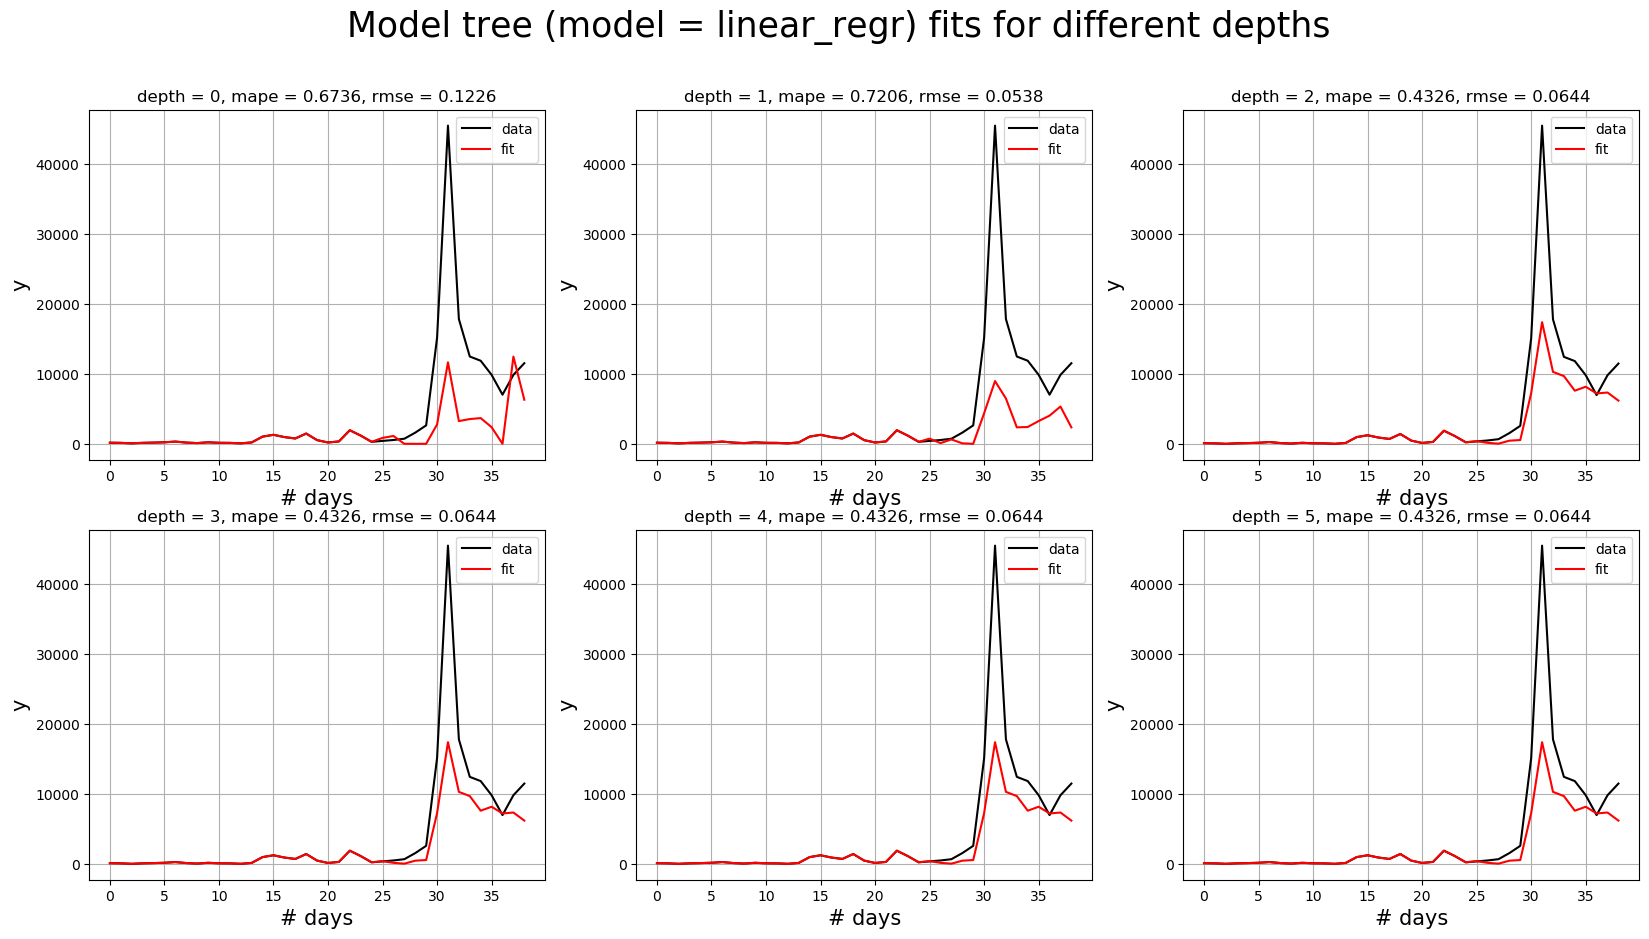 Model tree (model = linear_regr) fits for different depths
depth = 0, mape = 0.6736, rmse = 0.1226
data
fit
y
40000
30000
20000
10000
0
0 5 10 15 20 25 30 35
# days
depth = 1, mape = 0.7206, rmse = 0.0538
data
fit
y
40000
30000
20000
10000
0
0 5 10 15 20 25 30 35
# days
depth = 2, mape = 0.4326, rmse = 0.0644
data
fit
y
40000
30000
20000
10000
0
0 5 10 15 20 25 30 35
# days
depth = 3, mape = 0.4326, rmse = 0.0644
data
fit
y
40000
30000
20000
10000
0
0 5 10 15 20 25 30 35
# days
depth = 4, mape = 0.4326, rmse = 0.0644
data
fit
y
40000
30000
20000
10000
0
0 5 10 15 20 25 30 35
# days
depth = 5, mape = 0.4326, rmse = 0.0644
data
fit
y
40000
30000
20000
10000
0
0 5 10 15 20 25 30 35
# days